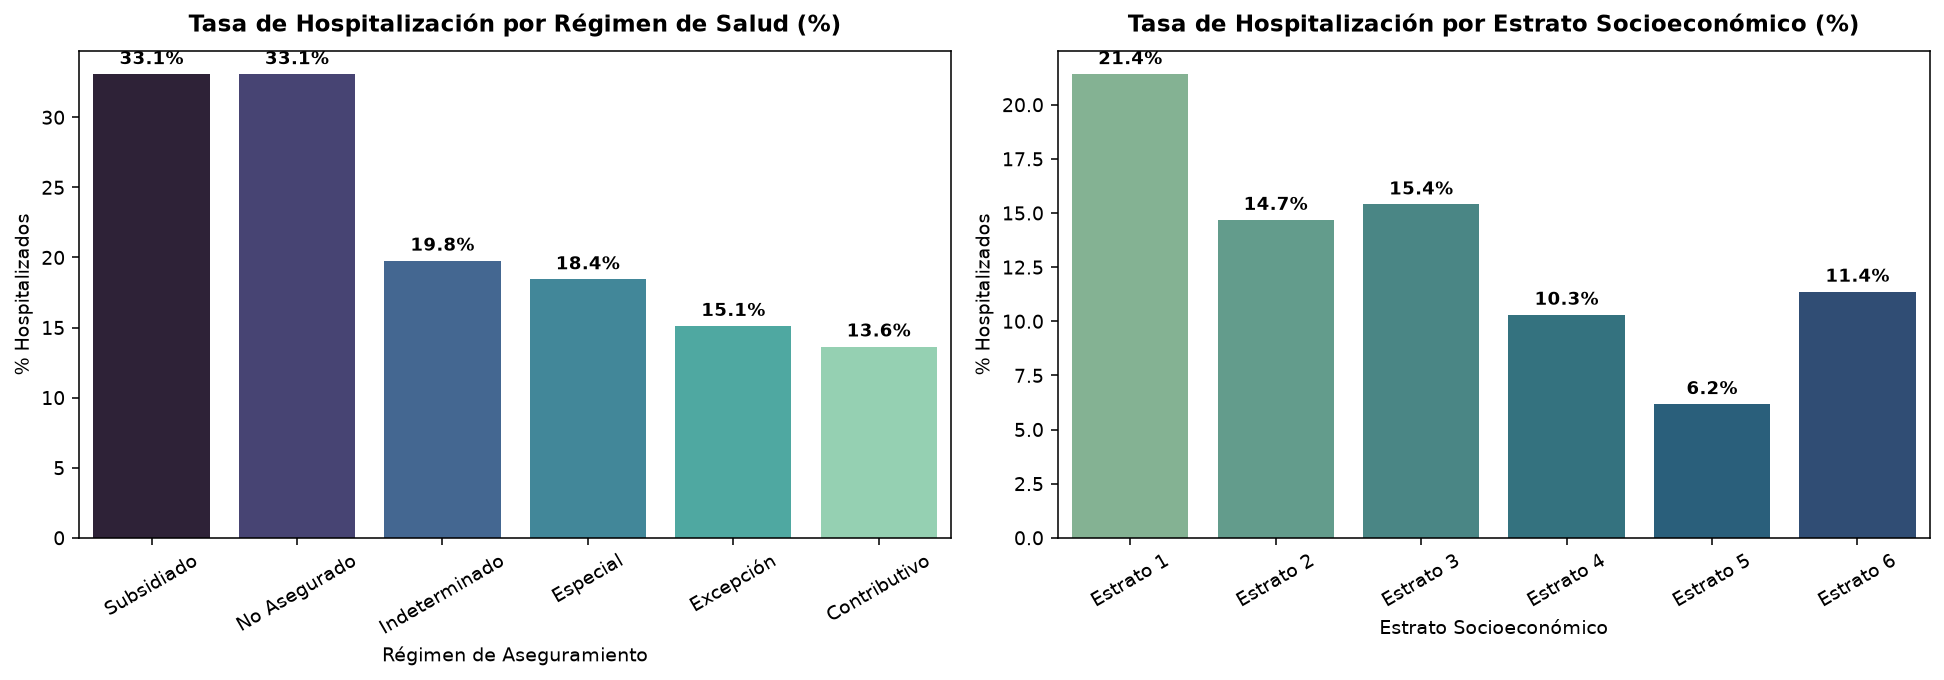 Tasa de Hospitalización por Régimen de Salud (%)
33.1%
33.1%
19.8%
18.4%
15.1%
13.6%
30
25
20
15
10
5
0
% Hospitalizados
Subsidiado
No Asegurado
Indeterminado
Especial
Excepción
Contributivo
Régimen de Aseguramiento
Tasa de Hospitalización por Estrato Socioeconómico (%)
21.4%
14.7%
15.4%
10.3%
6.2%
11.4%
20.0
17.5
15.0
12.5
10.0
7.5
5.0
2.5
0.0
% Hospitalizados
Estrato 1
Estrato 2
Estrato 3
Estrato 4
Estrato 5
Estrato 6
Estrato Socioeconómico